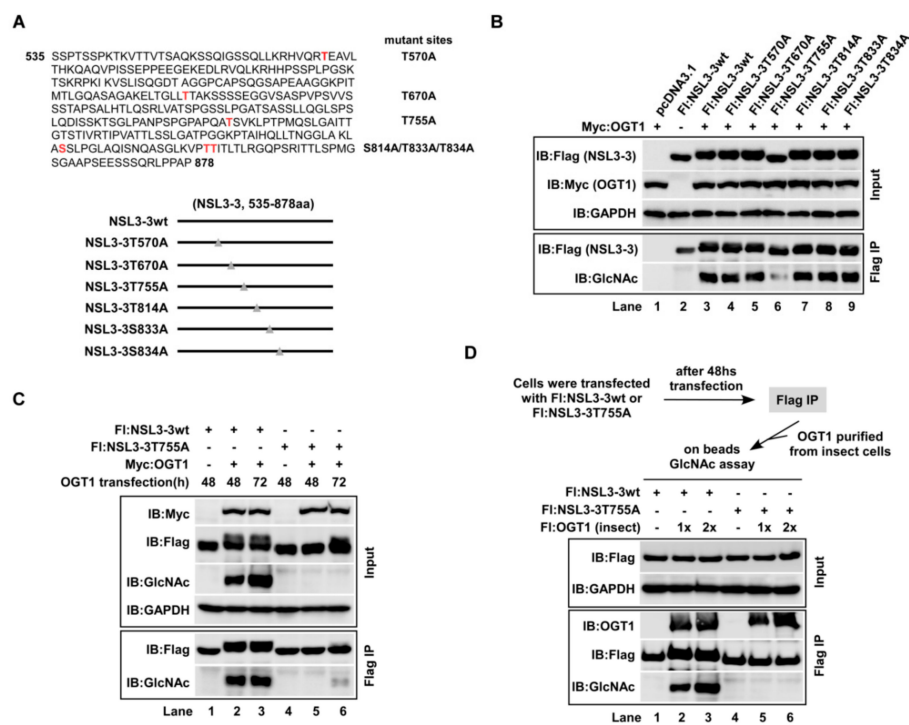 A
535 SSPTSSPKTKVTTVTSAQKSSQIGSSQLLKRHVQRTEAVL
THKQAQVPISSEPPEEGEKEDLRVQLKRHHPSSPLPGSK
TSKRPKIKVSLISQGDTAGGPCAPSQGGSAPEAAGGKPIT
MTLGQASAGAKELTGLLTTAKSSSSEGGVSASPVPSVVS
SSTAPSALHTLQSRLVATSPGSSLPGATSASSLLQGLSPS
LQDISSKTSGLPANPSPGPAPQATSVKLPTPMQSLGAITT
GTSTIVRTIPVATTLSSLGATPGGKPTAIHQLLTNGGLAKL
ASSLPGLAQISNQASGLKVPTTITLTLRGQPSRITTLSPMG
SGAAPSEESSSQRLPPAP 878
mutant sites
T570A
T670A
T755A
S814A/T833A/T834A
(NSL3-3, 535-878aa)
NSL3-3wt
NSL3-3T570A
NSL3-3T670A
NSL3-3T755A
NSL3-3T814A
NSL3-3S833A
NSL3-3S834A
B
pcDNA3.1
Fl:NSL3-3wt
Fl:NSL3-3wt
Fl:NSL3-3T570A
Fl:NSL3-3T670A
Fl:NSL3-3T755A
Fl:NSL3-3T814A
Fl:NSL3-3T833A
Fl:NSL3-3T834A
Myc:OGT1 + - + + + + + + +
IB:Flag (NSL3-3)
IB:Myc (OGT1)
IB:GAPDH
Input
IB:Flag (NSL3-3)
IB:GlcNAc
Flag IP
Lane 1 2 3 4 5 6 7 8 9
C
Fl:NSL3-3wt + + + - - -
Fl:NSL3-3T755A - - - + + +
Myc:OGT1 - + + - + +
OGT1 transfection(h) 48 48 72 48 48 72
IB:Myc
IB:Flag
IB:GlcNAc
IB:GAPDH
Input
IB:Flag
IB:GlcNAc
Flag IP
Lane 1 2 3 4 5 6
D
Cells were transfected
with Fl:NSL3-3wt or
Fl:NSL3-3T755A
after 48hs
transfection
Flag IP
OGT1 purified
from insect cells
on beads
GlcNAc assay
Fl:NSL3-3wt + + + - - -
Fl:NSL3-3T755A - - - + + +
Fl:OGT1 (insect) - 1x 2x - 1x 2x
IB:Flag
IB:GAPDH
Input
IB:OGT1
IB:Flag
IB:GlcNAc
Flag IP
Lane 1 2 3 4 5 6